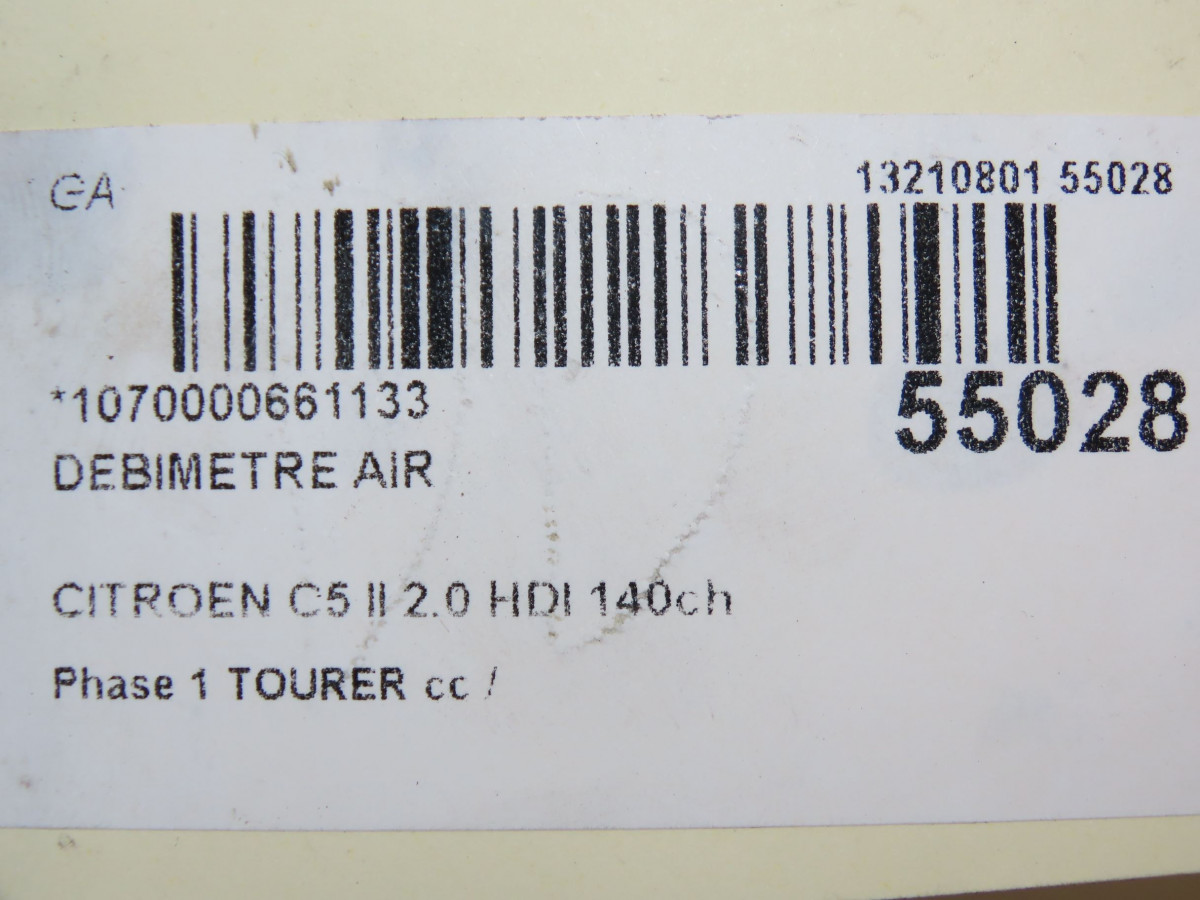 GA
13210801 55028
*1070000661133
55028
DEBIMETRE AIR
CITROEN C5 II 2.0 HDI 140ch
Phase 1 TOURER cc /